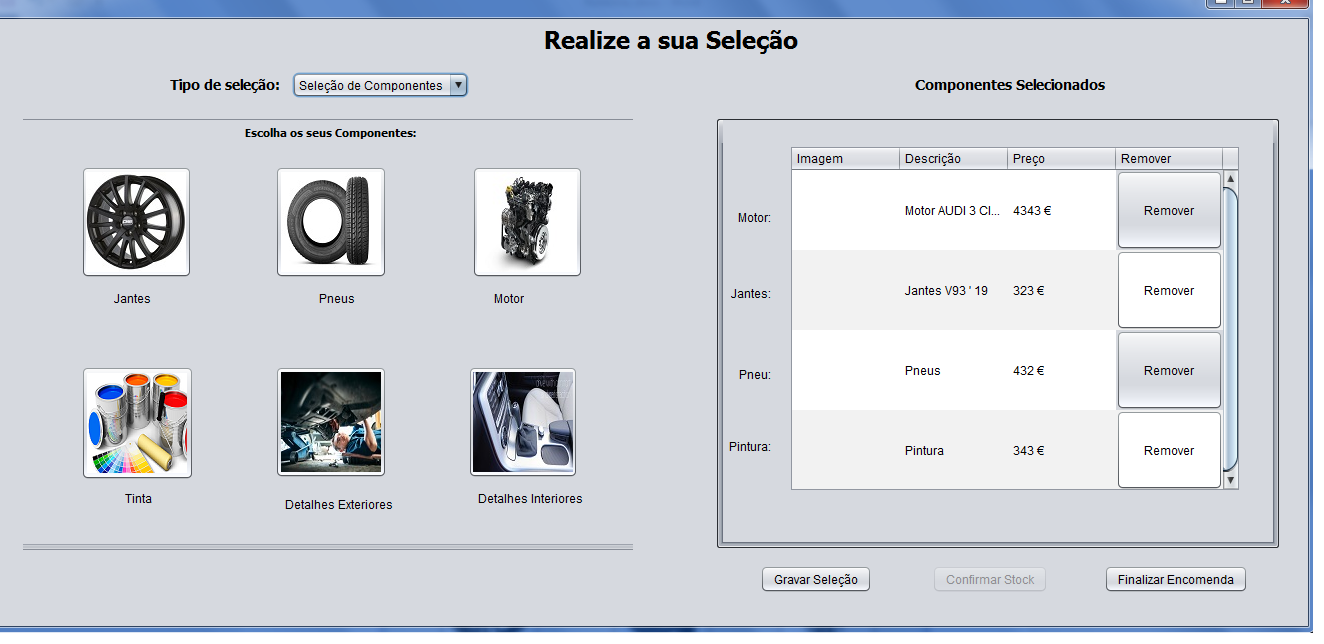 Realize a sua Seleção
Tipo de seleção: Seleção de Componentes
Escolha os seus Componentes:
Jantes Pneus Motor
Tinta Detalhes Exteriores Detalhes Interiores
Componentes Selecionados
Imagem Descrição Preço Remover
Motor: Motor AUDI 3 Cl... 4343 € Remover
Jantes: Jantes V93 ' 19 323 € Remover
Pneu: Pneus 432 € Remover
Pintura: Pintura 343 € Remover
Gravar Seleção Confirmar Stock Finalizar Encomenda